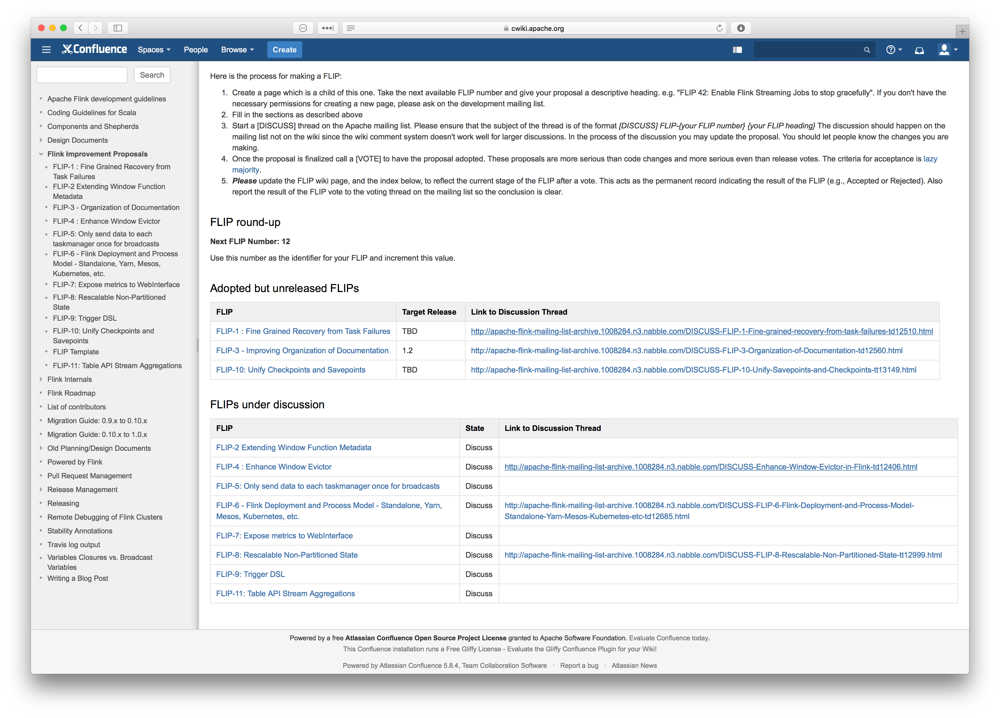 cwiki.apache.org
Confluence Spaces People Browse Create
Search
Apache Flink development guidelines
Coding Guidelines for Scala
Components and Shepherds
Design Documents
Flink Improvement Proposals
FLIP-1 : Fine Grained Recovery from
Task Failures
FLIP-2 Extending Window Function
Metadata
FLIP-3 - Organization of Documentation
FLIP-4 : Enhance Window Evictor
FLIP-5: Only send data to each
taskmanager once for broadcasts
FLIP-6 - Flink Deployment and Process
Model - Standalone, Yarn, Mesos,
Kubernetes, etc.
FLIP-7: Expose metrics to WebInterface
FLIP-8: Rescalable Non-Partitioned
State
FLIP-9: Trigger DSL
FLIP-10: Unify Checkpoints and
Savepoints
FLIP Template
FLIP-11: Table API Stream Aggregations
Flink Internals
Flink Roadmap
List of contributors
Migration Guide: 0.9.x to 0.10.x
Migration Guide: 0.10.x to 1.0.x
Old Planning/Design Documents
Powered by Flink
Pull Request Management
Release Management
Releasing
Remote Debugging of Flink Clusters
Stability Annotations
Travis log output
Variables Closures vs. Broadcast
Variables
Writing a Blog Post
Here is the process for making a FLIP:
1. Create a page which is a child of this one. Take the next available FLIP number and give your proposal a descriptive heading. e.g. "FLIP 42: Enable Flink Streaming Jobs to stop gracefully". If you don't have the
necessary permissions for creating a new page, please ask on the development mailing list.
2. Fill in the sections as described above
3. Start a [DISCUSS] thread on the Apache mailing list. Please ensure that the subject of the thread is of the format [DISCUSS] FLIP-{your FLIP number} {your FLIP heading} The discussion should happen on the
mailing list not on the wiki since the wiki comment system doesn't work well for larger discussions. In the process of the discussion you may update the proposal. You should let people know the changes you are
making.
4. Once the proposal is finalized call a [VOTE] to have the proposal adopted. These proposals are more serious than code changes and more serious even than release votes. The criteria for acceptance is lazy
majority.
5. Please update the FLIP wiki page, and the index below, to reflect the current stage of the FLIP after a vote. This acts as the permanent record indicating the result of the FLIP (e.g., Accepted or Rejected). Also
report the result of the FLIP vote to the voting thread on the mailing list so the conclusion is clear.
FLIP round-up
Next FLIP Number: 12
Use this number as the identifier for your FLIP and increment this value.
Adopted but unreleased FLIPs
FLIP Target Release Link to Discussion Thread
FLIP-1 : Fine Grained Recovery from Task Failures TBD http://apache-flink-mailing-list-archive.1008284.n3.nabble.com/DISCUSS-FLIP-1-Fine-grained-recovery-from-task-failures-td12510.html
FLIP-3 - Improving Organization of Documentation 1.2 http://apache-flink-mailing-list-archive.1008284.n3.nabble.com/DISCUSS-FLIP-3-Organization-of-Documentation-td12560.html
FLIP-10: Unify Checkpoints and Savepoints TBD http://apache-flink-mailing-list-archive.1008284.n3.nabble.com/DISCUSS-FLIP-10-Unify-Savepoints-and-Checkpoints-tt13149.html
FLIPs under discussion
FLIP State Link to Discussion Thread
FLIP-2 Extending Window Function Metadata Discuss
FLIP-4 : Enhance Window Evictor Discuss http://apache-flink-mailing-list-archive.1008284.n3.nabble.com/DISCUSS-Enhance-Window-Evictor-in-Flink-td12406.html
FLIP-5: Only send data to each taskmanager once for broadcasts Discuss
FLIP-6 - Flink Deployment and Process Model - Standalone, Yarn, Discuss http://apache-flink-mailing-list-archive.1008284.n3.nabble.com/DISCUSS-FLIP-6-Flink-Deployment-and-Process-Model-
Mesos, Kubernetes, etc. Standalone-Yarn-Mesos-Kubernetes-etc-td12685.html
FLIP-7: Expose metrics to WebInterface Discuss
FLIP-8: Rescalable Non-Partitioned State Discuss http://apache-flink-mailing-list-archive.1008284.n3.nabble.com/DISCUSS-FLIP-8-Rescalable-Non-Partitioned-State-tt12999.html
FLIP-9: Trigger DSL Discuss
FLIP-11: Table API Stream Aggregations Discuss
Powered by a free Atlassian Confluence Open Source Project License granted to Apache Software Foundation. Evaluate Confluence today.
This Confluence installation runs a Free Gliffy License - Evaluate the Gliffy Confluence Plugin for your Wiki!
Powered by Atlassian Confluence 5.8.4, Team Collaboration Software · Report a bug · Atlassian News